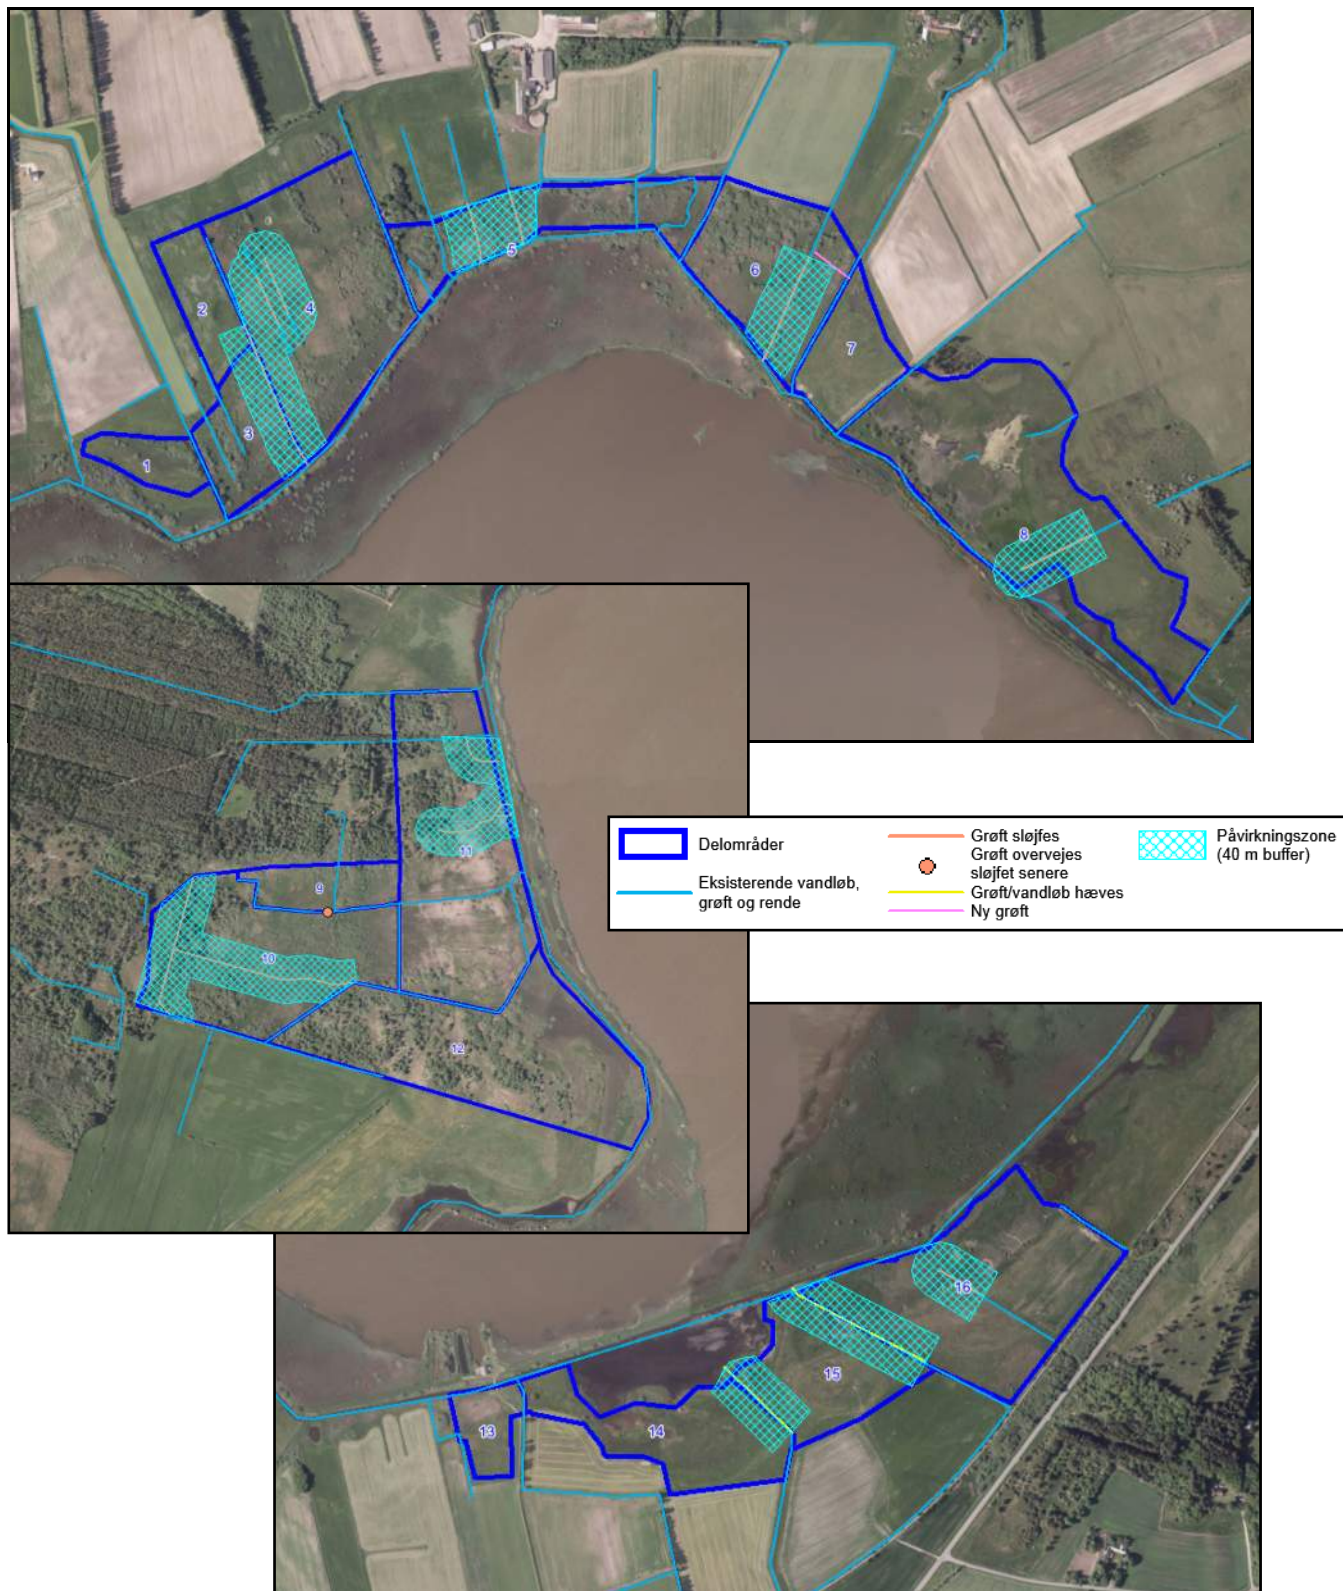 2
4
5
6
7
3
1
8
Delområder
Eksisterende vandløb,
grøft og rende
Grøft sløjfes
Grøft overvejes
sløjfet senere
Grøft/vandløb hæves
Ny grøft
Påvirkningszone
(40 m buffer)
11
9
10
12
16
15
14
13